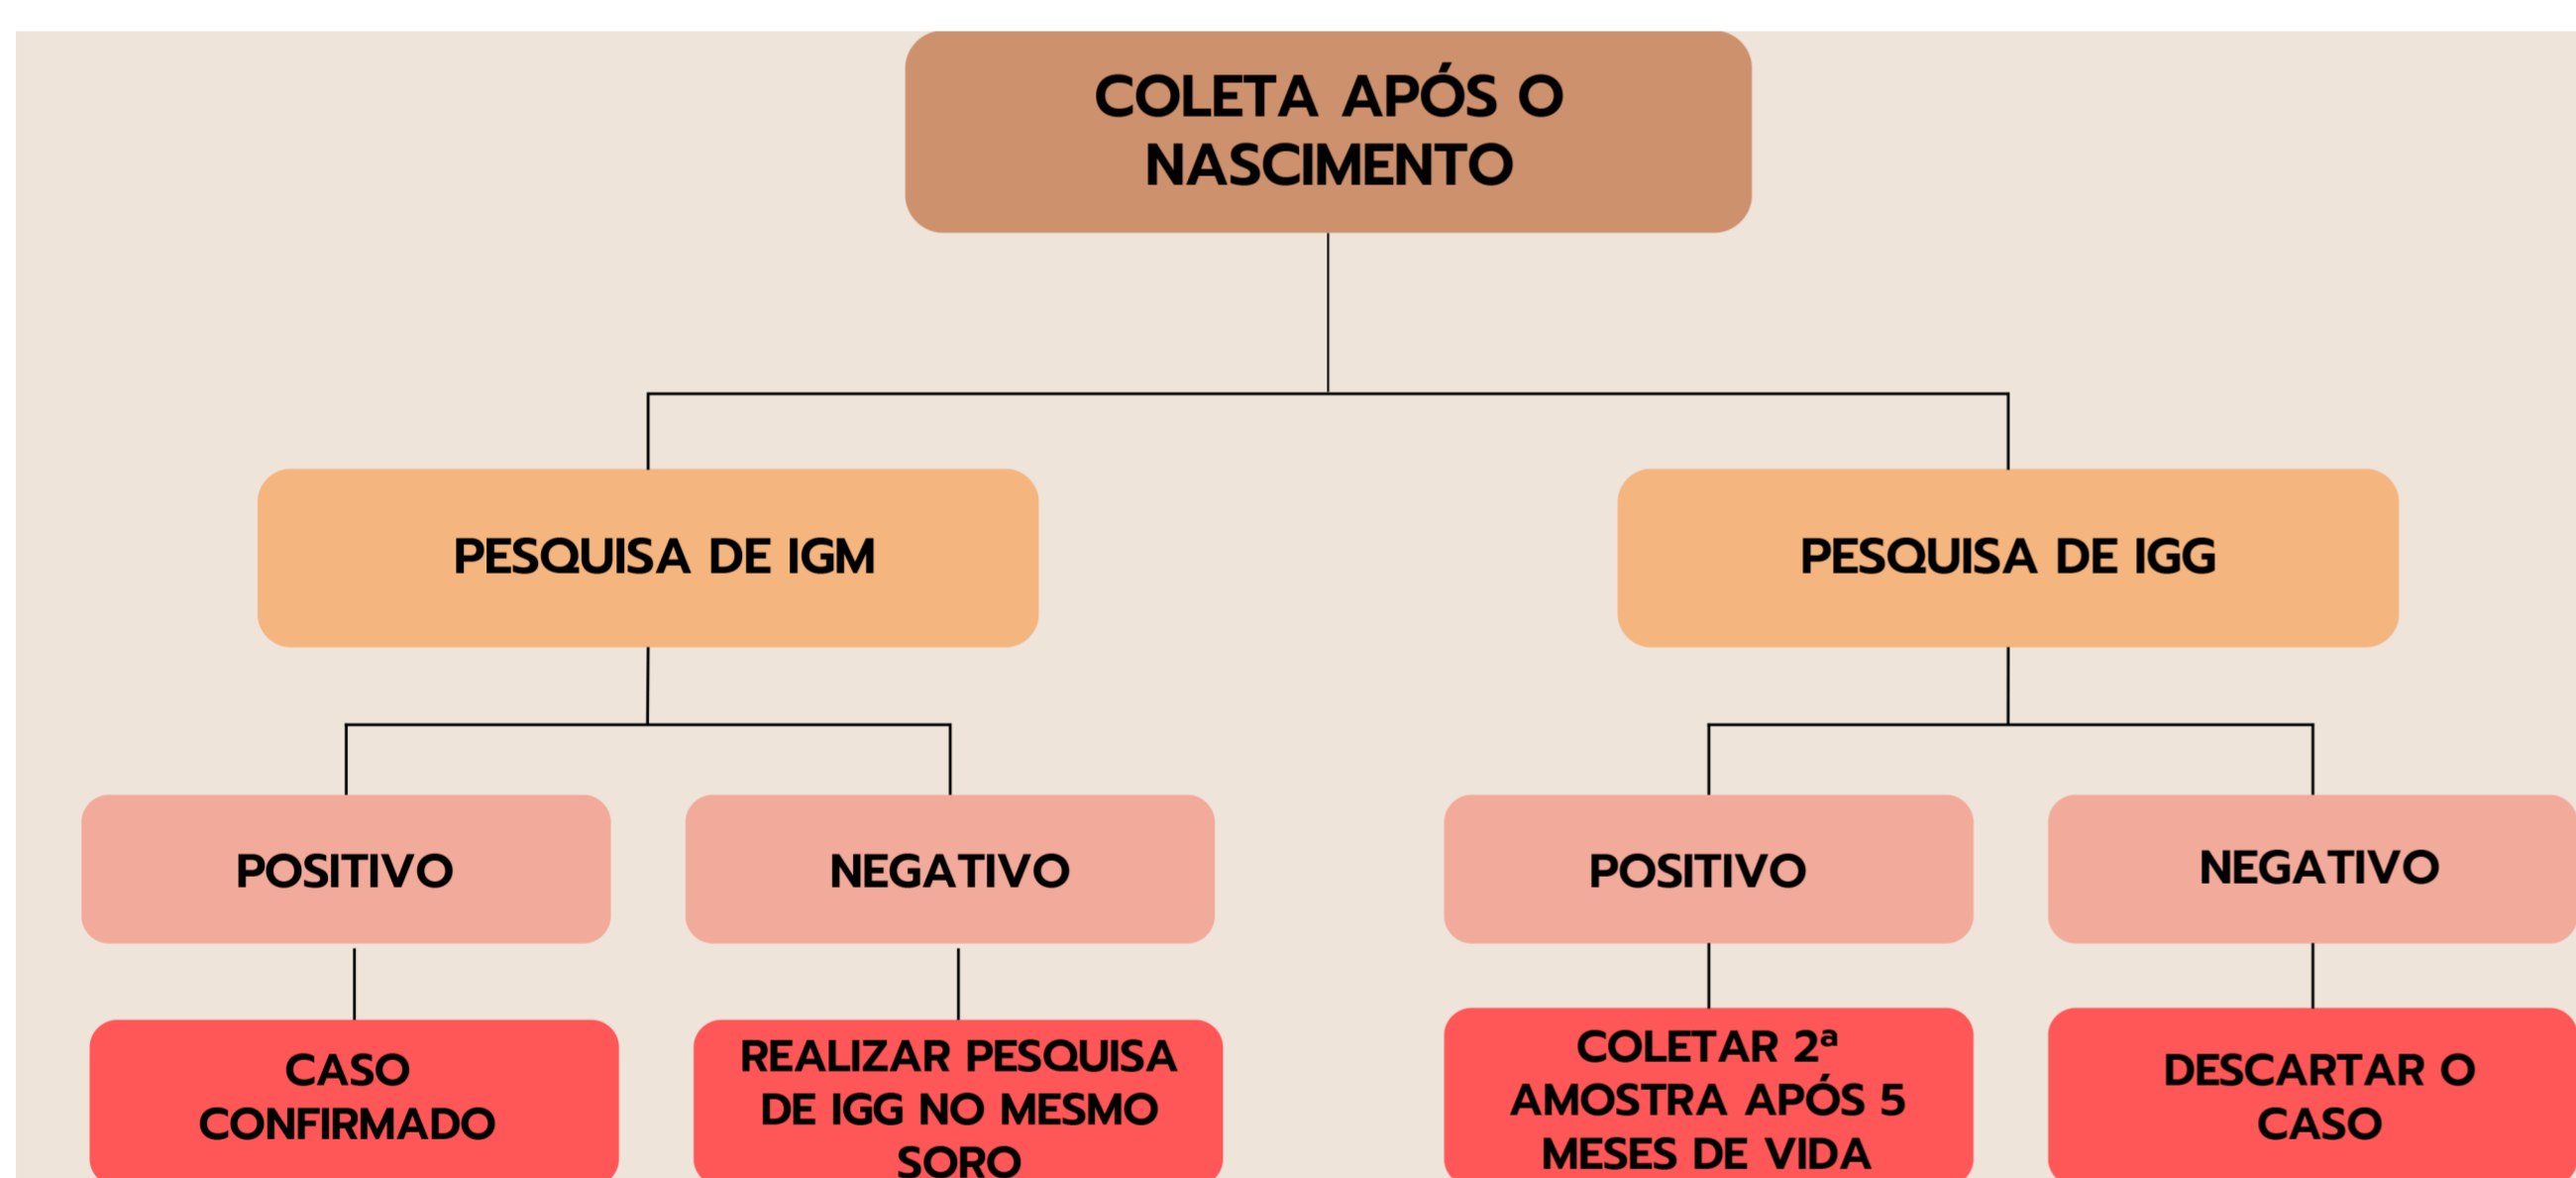 COLETA APÓS O
NASCIMENTO
PESQUISA DE IGM
PESQUISA DE IGG
POSITIVO
NEGATIVO
POSITIVO
NEGATIVO
CASO
CONFIRMADO
REALIZAR PESQUISA
DE IGG NO MESMO
SORO
COLETAR 2ª
AMOSTRA APÓS 5
MESES DE VIDA
DESCARTAR O
CASO